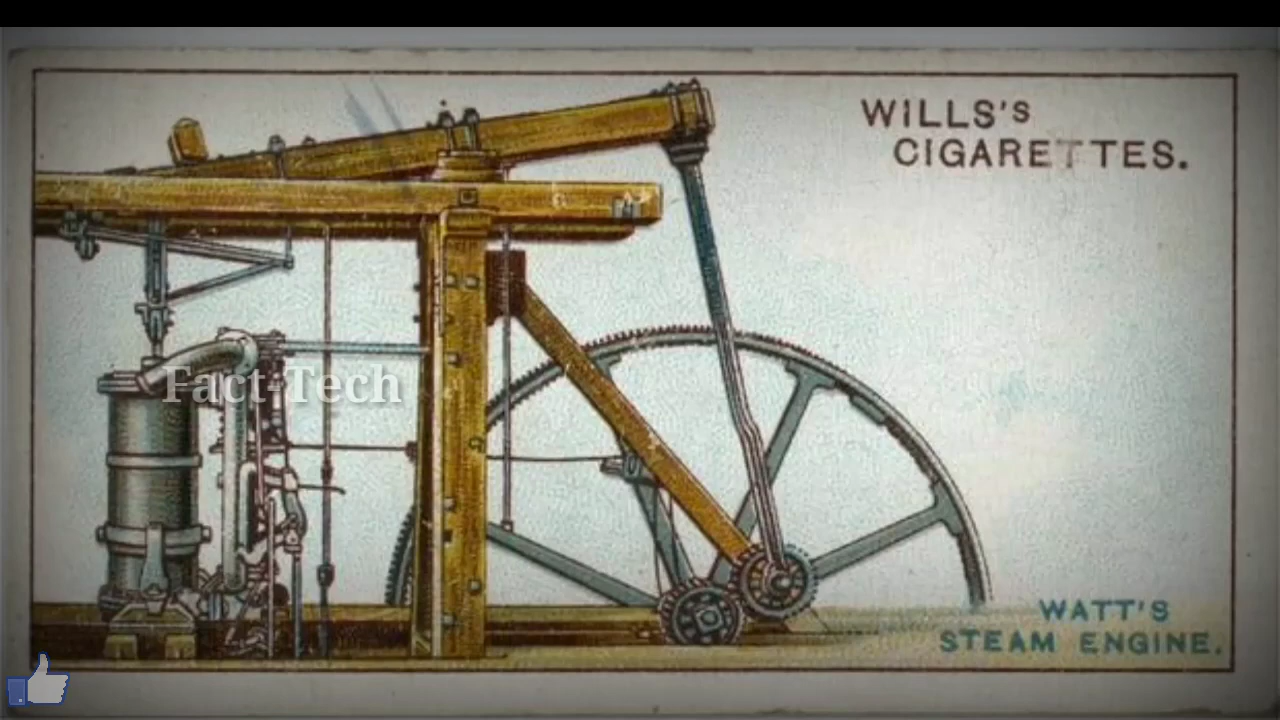 WILLS'S
CIGARETTES.
Fact-Tech
WATT'S
STEAM ENGINE.